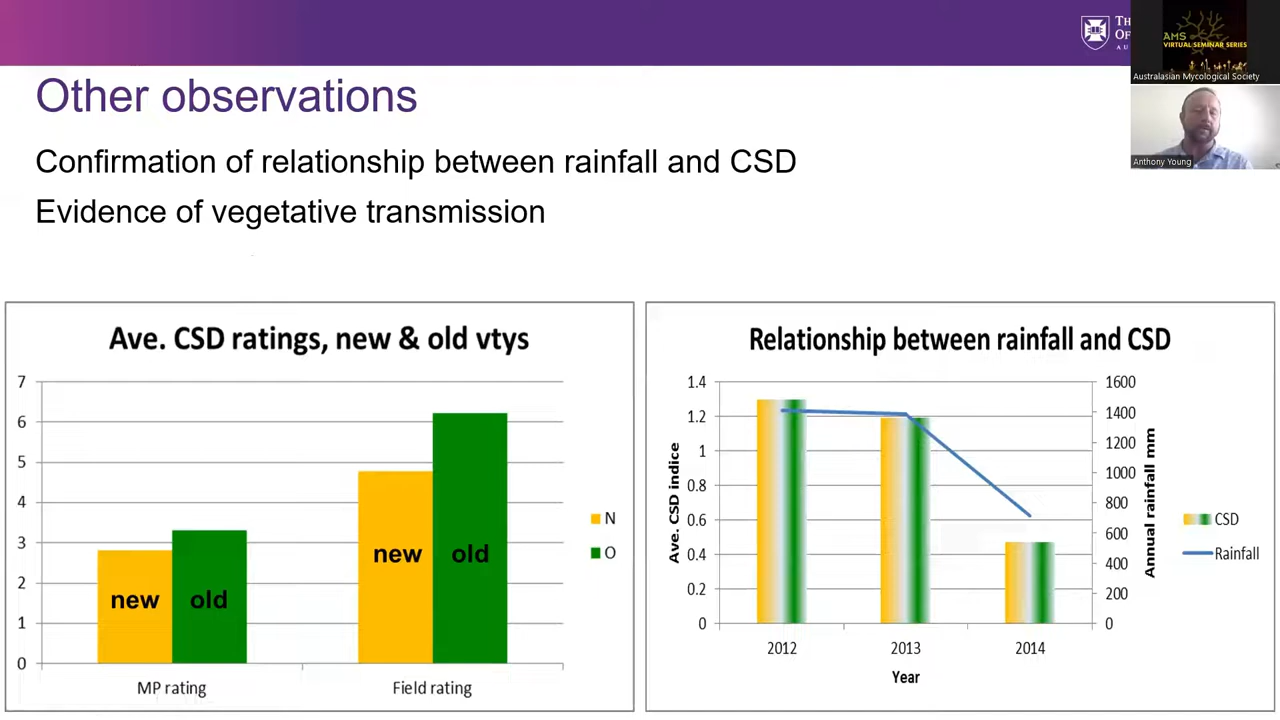 Th
Of
AU
AMS
VIRTUAL SEMINAR SERIES
Australasian Mycological Society
Anthony Young
Other observations
Confirmation of relationship between rainfall and CSD
Evidence of vegetative transmission
Ave. CSD ratings, new & old vtys
7
6
5
4
3
2
1
0
new
old
new
old
MP rating
Field rating
N
O
Relationship between rainfall and CSD
Ave. CSD indice
1.4
1.2
1
0.8
0.6
0.4
0.2
0
1600
1400
1200
1000
800
600
400
200
0
Annual rainfall mm
2012
2013
2014
Year
CSD
Rainfall